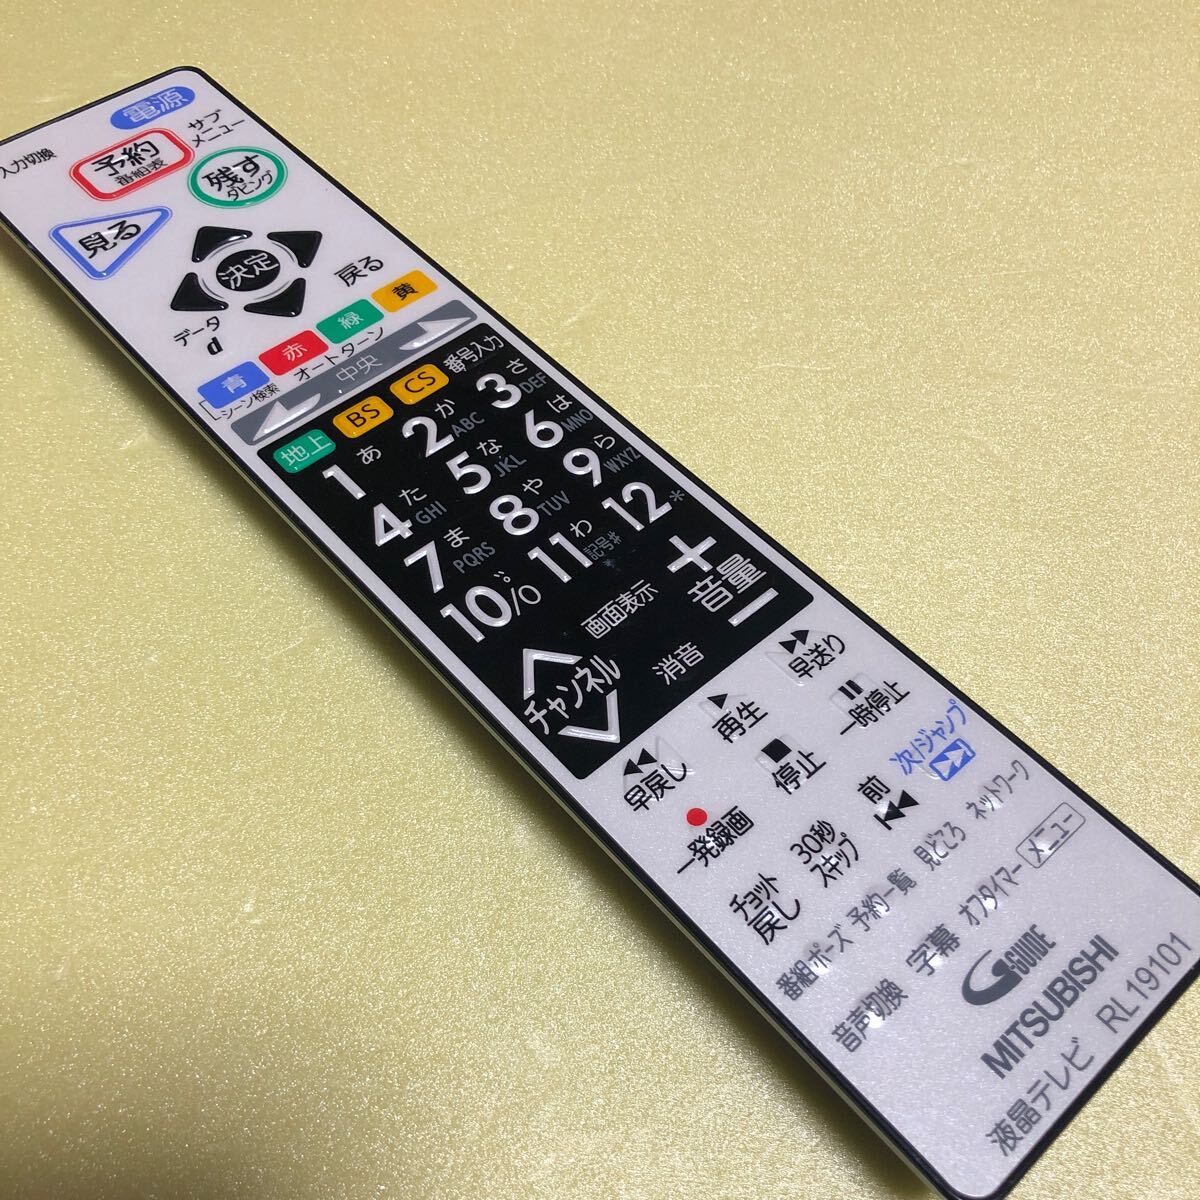 電源
入力切換
予約
番組表
サブ
メニュー
見る
残す
ダビング
決定
戻る
データ
d
青
赤
緑
黄
シーン検索
オートターン
中央
地上
BS
CS
番号入力
1 あ
2 か ABC
3 さ DEF
4 た GHI
5 な JKL
6 は MNO
7 ま PQRS
8 や TUV
9 ら WXYZ
10 ゛゜
11 わ 記号#
12 *
チャンネル
画面表示
消音
+
音量
−
早戻し
再生
早送り
一発録画
停止
一時停止
チョット
戻し
30秒
スキップ
前
次/ジャンプ
番組ポーズ
予約一覧
見どころ
ネットワーク
音声切換
字幕
オフタイマー
メニュー
G-GUIDE
MITSUBISHI
液晶テレビ RL19101